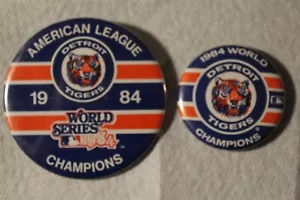 AMERICAN LEAGUE
DETROIT
TIGERS
19 84
WORLD
SERIES
CHAMPIONS
1984 WORLD
DETROIT
TIGERS
CHAMPIONS